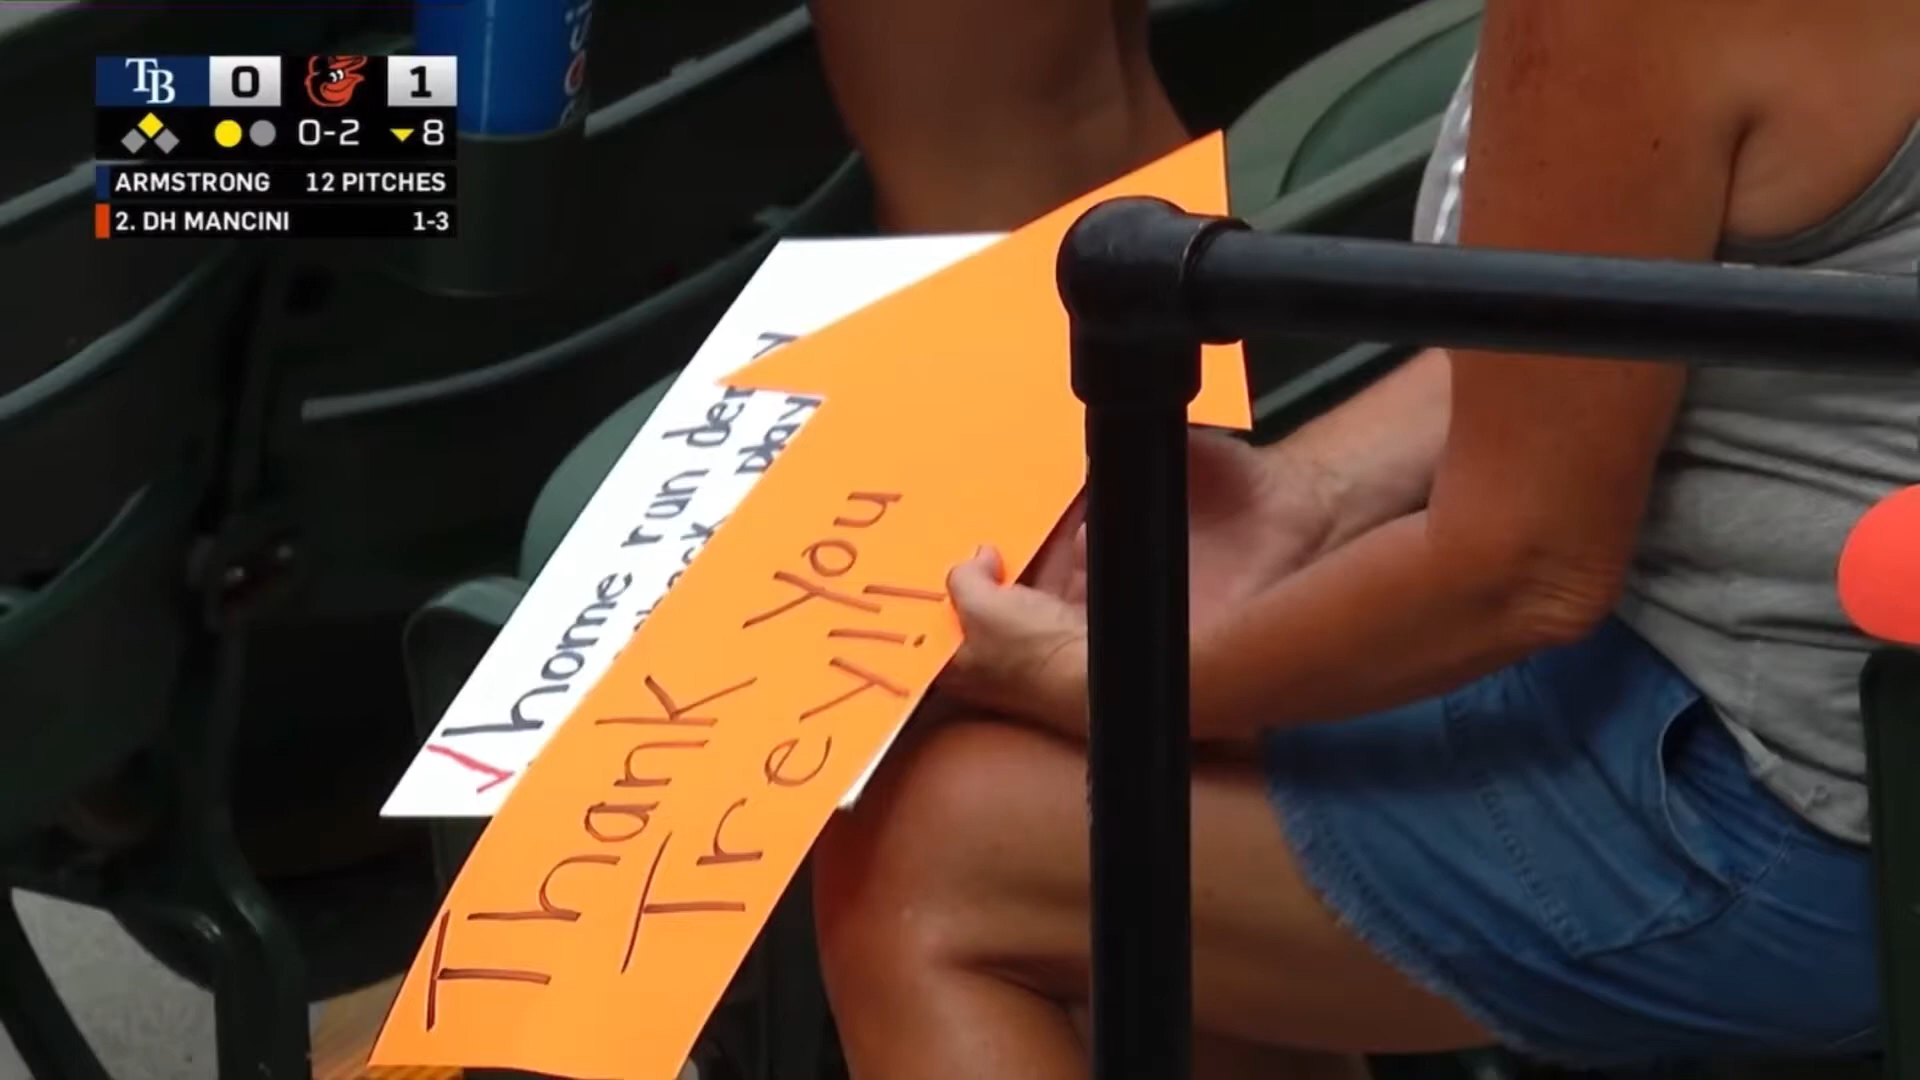 TB 0 1
0-2 8
ARMSTRONG 12 PITCHES
2. DH MANCINI 1-3
home run der
play
Thank You
Trey!!